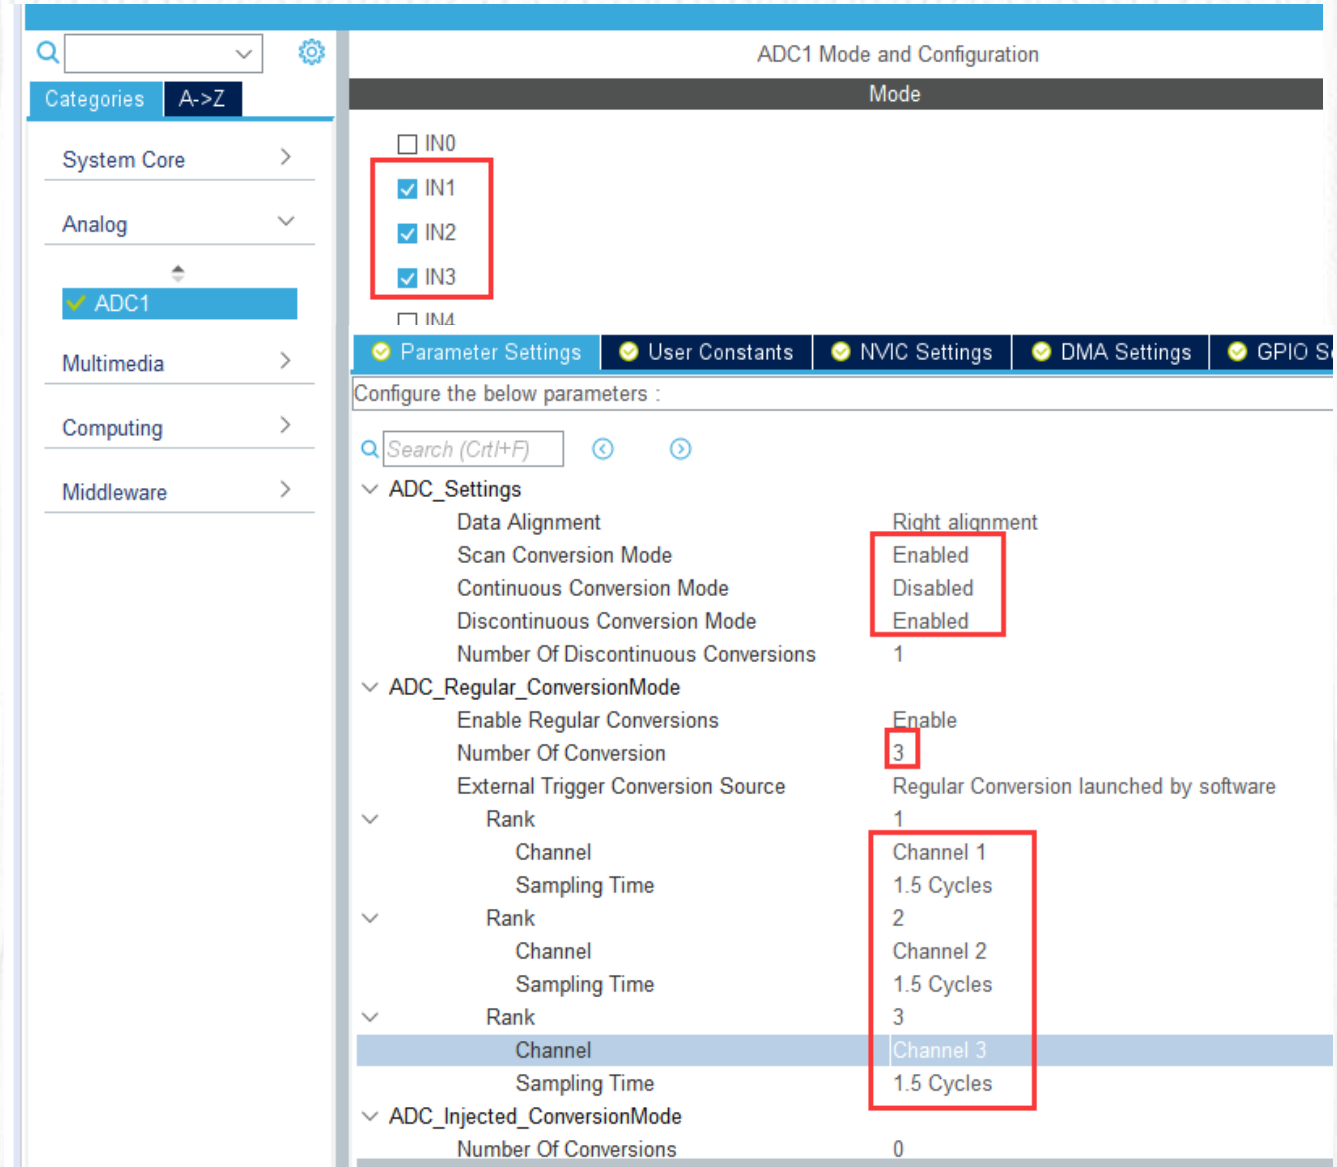 ADC1 Mode and Configuration
Categories
A->Z
Mode
System Core
Analog
ADC1
Multimedia
Computing
Middleware
IN0
IN1
IN2
IN3
IN4
Parameter Settings
User Constants
NVIC Settings
DMA Settings
GPIO S
Configure the below parameters :
Search (Crtl+F)
ADC_Settings
Data Alignment Right alignment
Scan Conversion Mode Enabled
Continuous Conversion Mode Disabled
Discontinuous Conversion Mode Enabled
Number Of Discontinuous Conversions 1
ADC_Regular_ConversionMode
Enable Regular Conversions Enable
Number Of Conversion 3
External Trigger Conversion Source Regular Conversion launched by software
Rank 1
Channel Channel 1
Sampling Time 1.5 Cycles
Rank 2
Channel Channel 2
Sampling Time 1.5 Cycles
Rank 3
Channel Channel 3
Sampling Time 1.5 Cycles
ADC_Injected_ConversionMode
Number Of Conversions 0